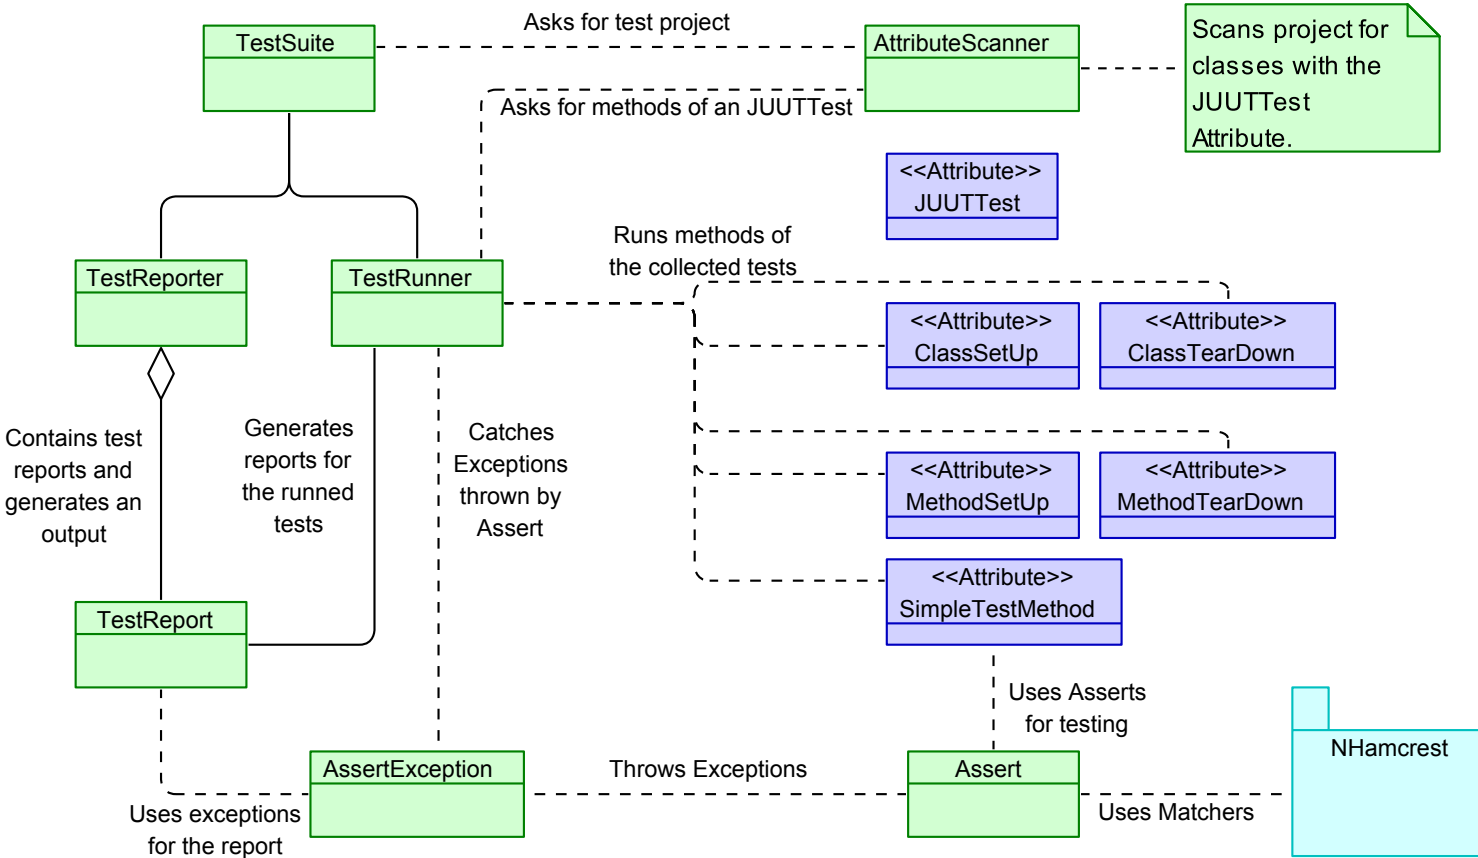 Asks for test project
TestSuite
AttributeScanner
Scans project for
classes with the
JUUTTest
Attribute.
Asks for methods of an JUUTTest
<<Attribute>>
JUUTTest
Runs methods of
the collected tests
TestReporter
TestRunner
<<Attribute>>
ClassSetUp
<<Attribute>>
ClassTearDown
Contains test
reports and
generates an
output
Generates
reports for
the runned
tests
Catches
Exceptions
thrown by
Assert
<<Attribute>>
MethodSetUp
<<Attribute>>
MethodTearDown
<<Attribute>>
SimpleTestMethod
TestReport
Uses Asserts
for testing
NHamcrest
AssertException
Throws Exceptions
Assert
Uses Matchers
Uses exceptions
for the report